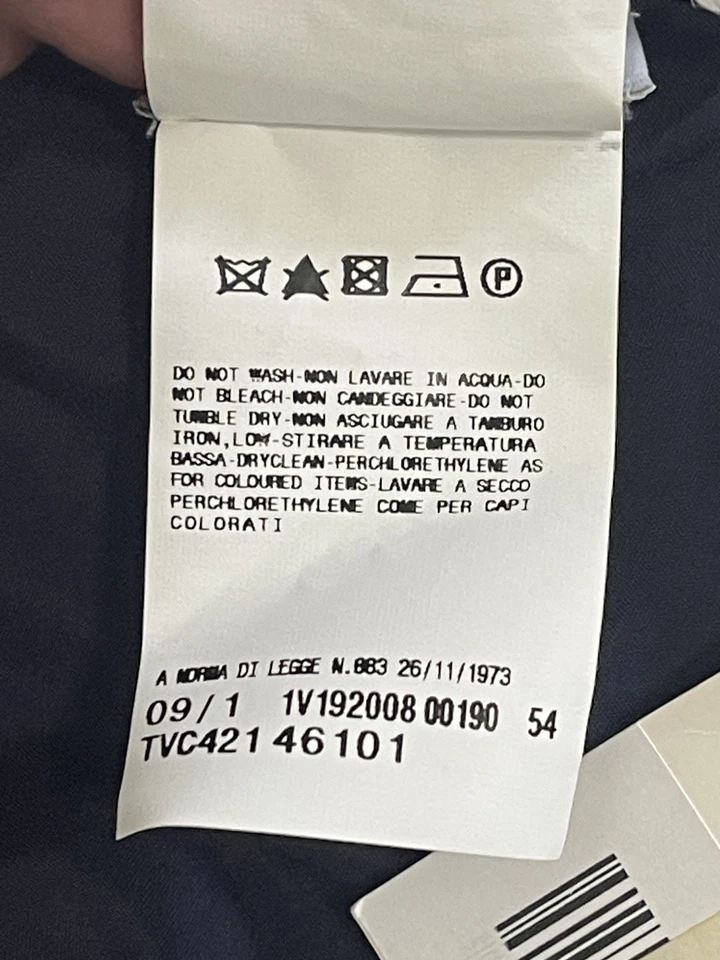 P
DO NOT WASH-NON LAVARE IN ACQUA-DO
NOT BLEACH-NON CANDEGGIARE-DO NOT
TUMBLE DRY-NON ASCIUGARE A TAMBURO
IRON,LOW-STIRARE A TEMPERATURA
BASSA-DRYCLEAN-PERCHLORETHYLENE AS
FOR COLOURED ITEMS-LAVARE A SECCO
PERCHLORETHYLENE COME PER CAPI
COLORATI
A NORMA DI LEGGE N.883 26/11/1973
09/1 1V192008 00190 54
TVC421 46101